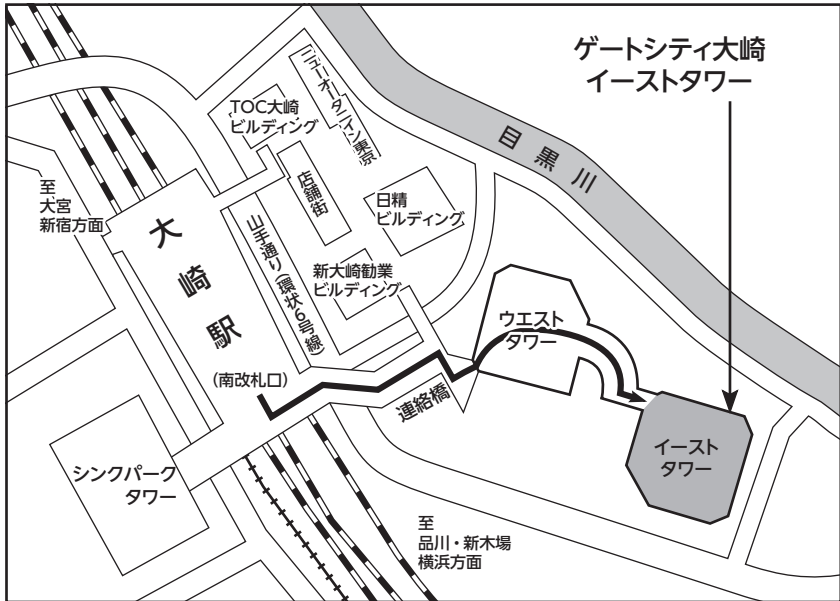 ゲートシティ大崎
イーストタワー
目黒川
ニューオータニイン東京
TOC大崎
ビルディング
店舗街
日精
ビルディング
至
大宮
新宿方面
大崎駅
(南改札口)
山手通り(環状6号線)
新大崎勧業
ビルディング
ウエスト
タワー
連絡橋
イースト
タワー
シンクパーク
タワー
至
品川・新木場
横浜方面